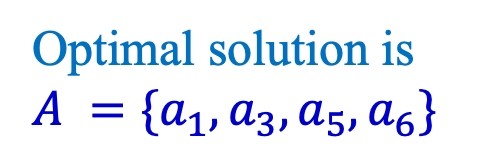 Optimal solution is
A = {a₁, a₃, a₅, a₆}